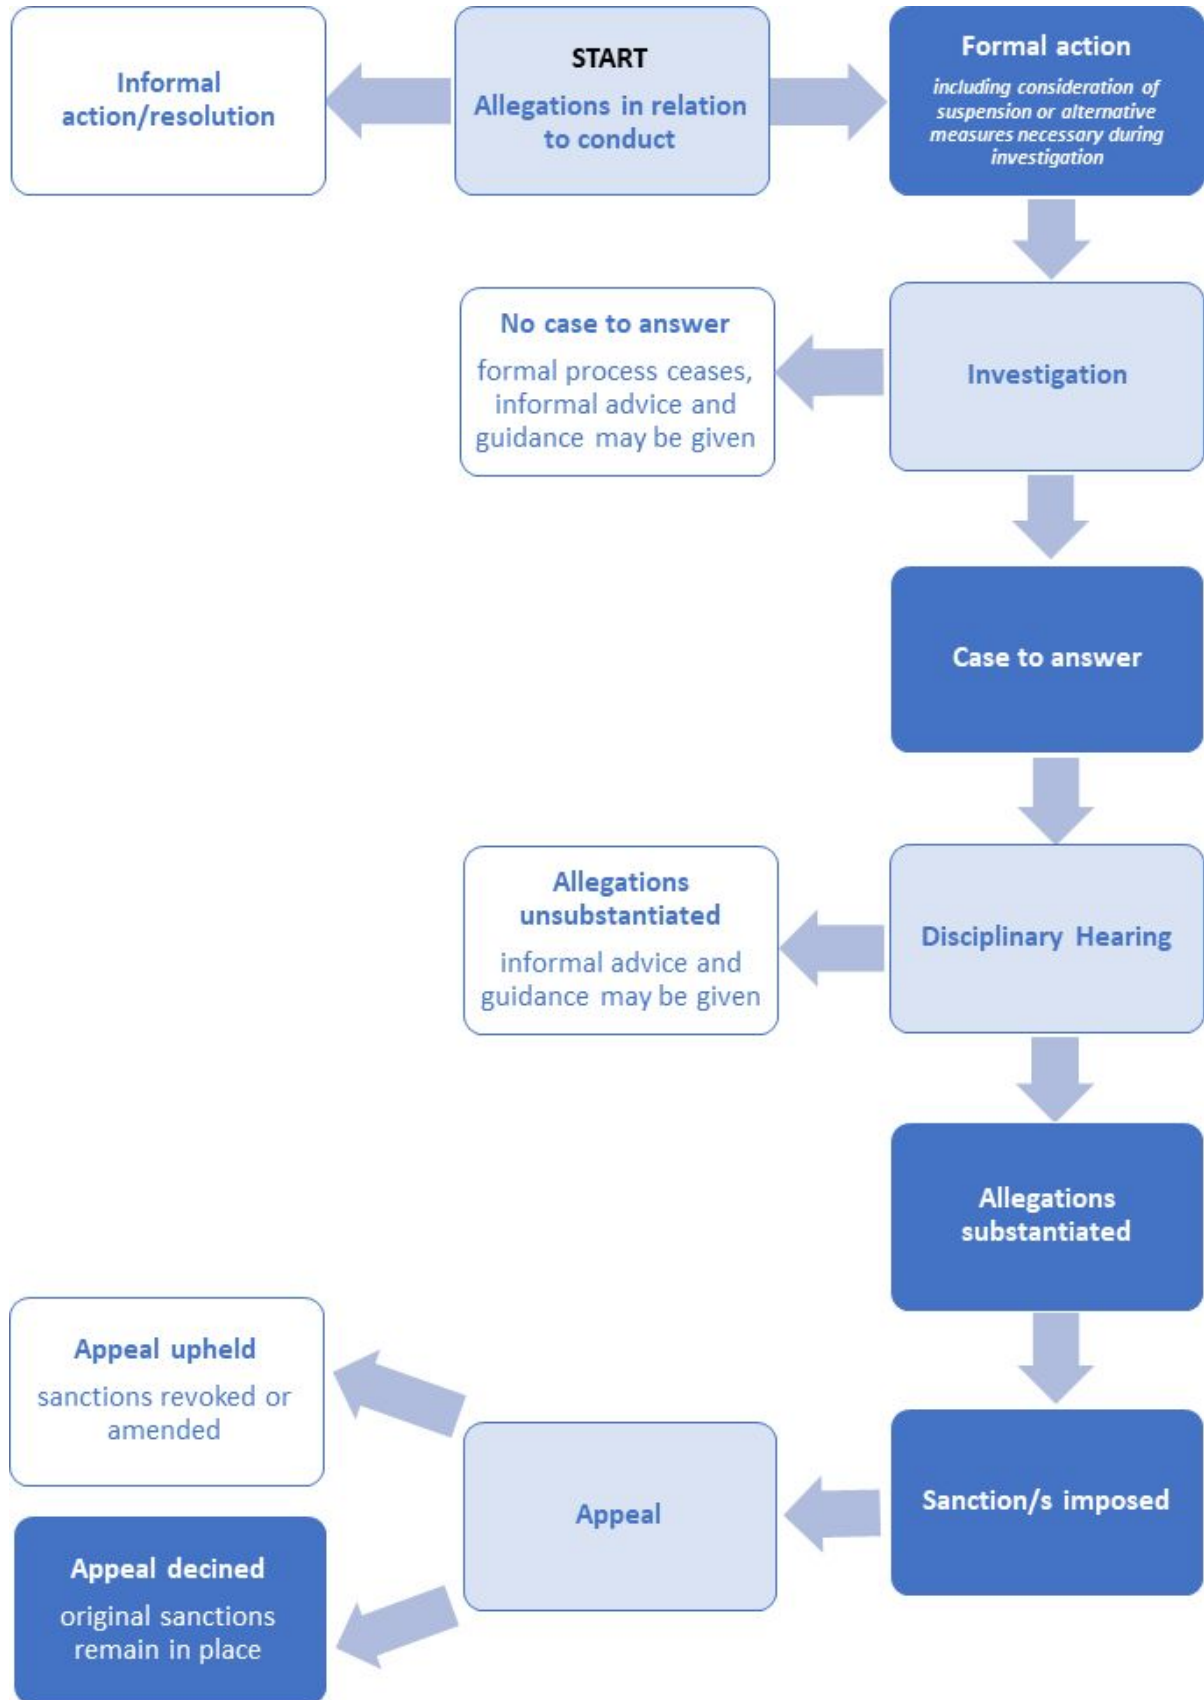 Informal
action/resolution
START
Allegations in relation
to conduct
Formal action
including consideration of
suspension or alternative
measures necessary during
investigation
No case to answer
formal process ceases,
informal advice and
guidance may be given
Investigation
Case to answer
Allegations
unsubstantiated
informal advice and
guidance may be given
Disciplinary Hearing
Allegations
substantiated
Sanction/s imposed
Appeal
Appeal upheld
sanctions revoked or
amended
Appeal decined
original sanctions
remain in place